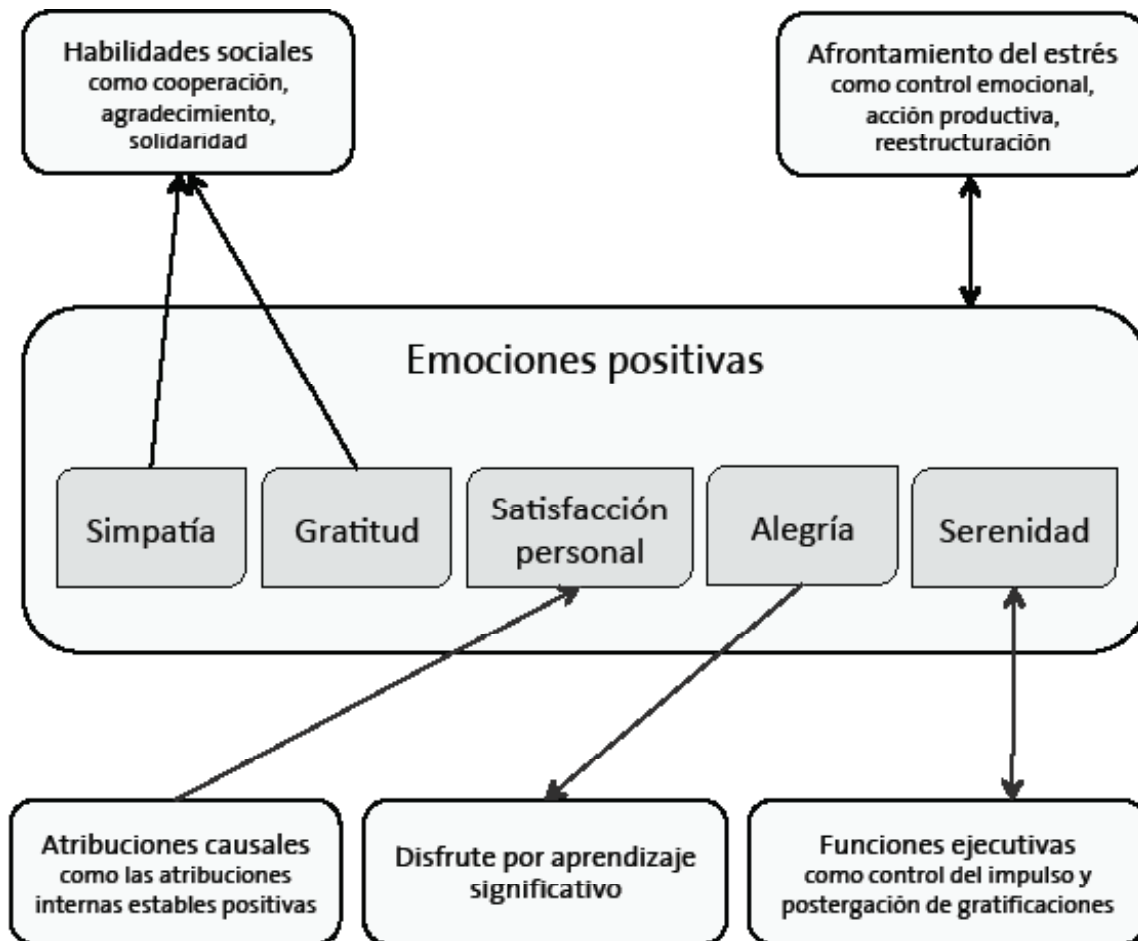 Habilidades sociales
como cooperación,
agradecimiento,
solidaridad
Afrontamiento del estrés
como control emocional,
acción productiva,
reestructuración
Emociones positivas
Simpatía
Gratitud
Satisfacción
personal
Alegría
Serenidad
Atribuciones causales
como las atribuciones
internas estables positivas
Disfrute por aprendizaje
significativo
Funciones ejecutivas
como control del impulso y
postergación de gratificaciones